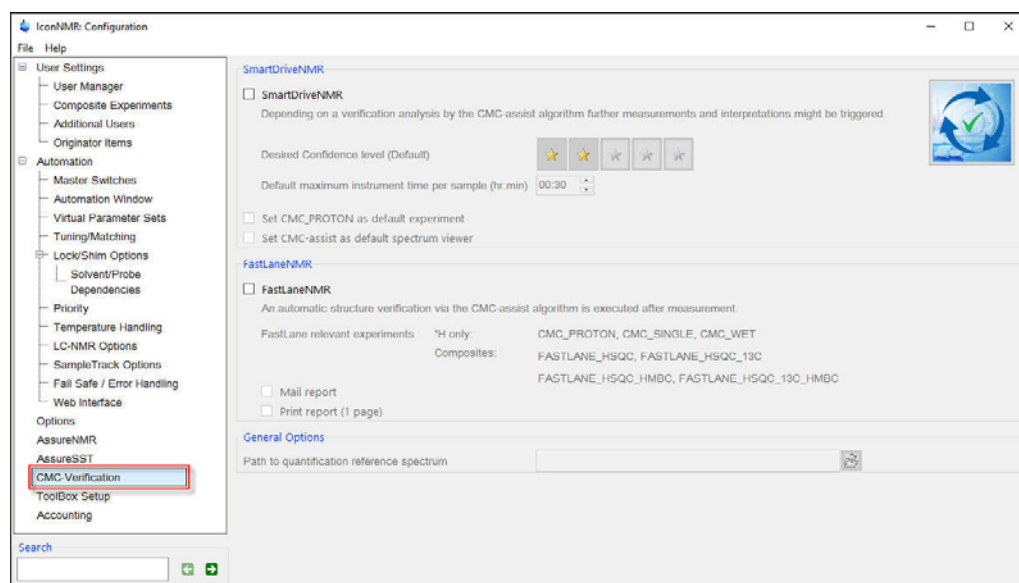 IconNMR: Configuration
File Help
User Settings
User Manager
Composite Experiments
Additional Users
Originator Items
Automation
Master Switches
Automation Window
Virtual Parameter Sets
Tuning/Matching
Lock/Shim Options
Solvent/Probe
Dependencies
Priority
Temperature Handling
LC-NMR Options
SampleTrack Options
Fail Safe / Error Handling
Web Interface
Options
AssureNMR
AssureSST
CMC-Verification
ToolBox Setup
Accounting
Search
SmartDriveNMR
SmartDriveNMR
Depending on a verification analysis by the CMC-assist algorithm further measurements and interpretations might be triggered.
Desired Confidence level (Default)
Default maximum instrument time per sample (hr:min) 00:30
Set CMC_PROTON as default experiment
Set CMC-assist as default spectrum viewer
FastLaneNMR
FastLaneNMR
An automatic structure verification via the CMC-assist algorithm is executed after measurement.
FastLane relevant experiments ¹H only: CMC_PROTON, CMC_SINGLE, CMC_WET
Composites: FASTLANE_HSQC, FASTLANE_HSQC_13C
FASTLANE_HSQC_HMBC, FASTLANE_HSQC_13C_HMBC
Mail report
Print report (1 page)
General Options
Path to quantification reference spectrum